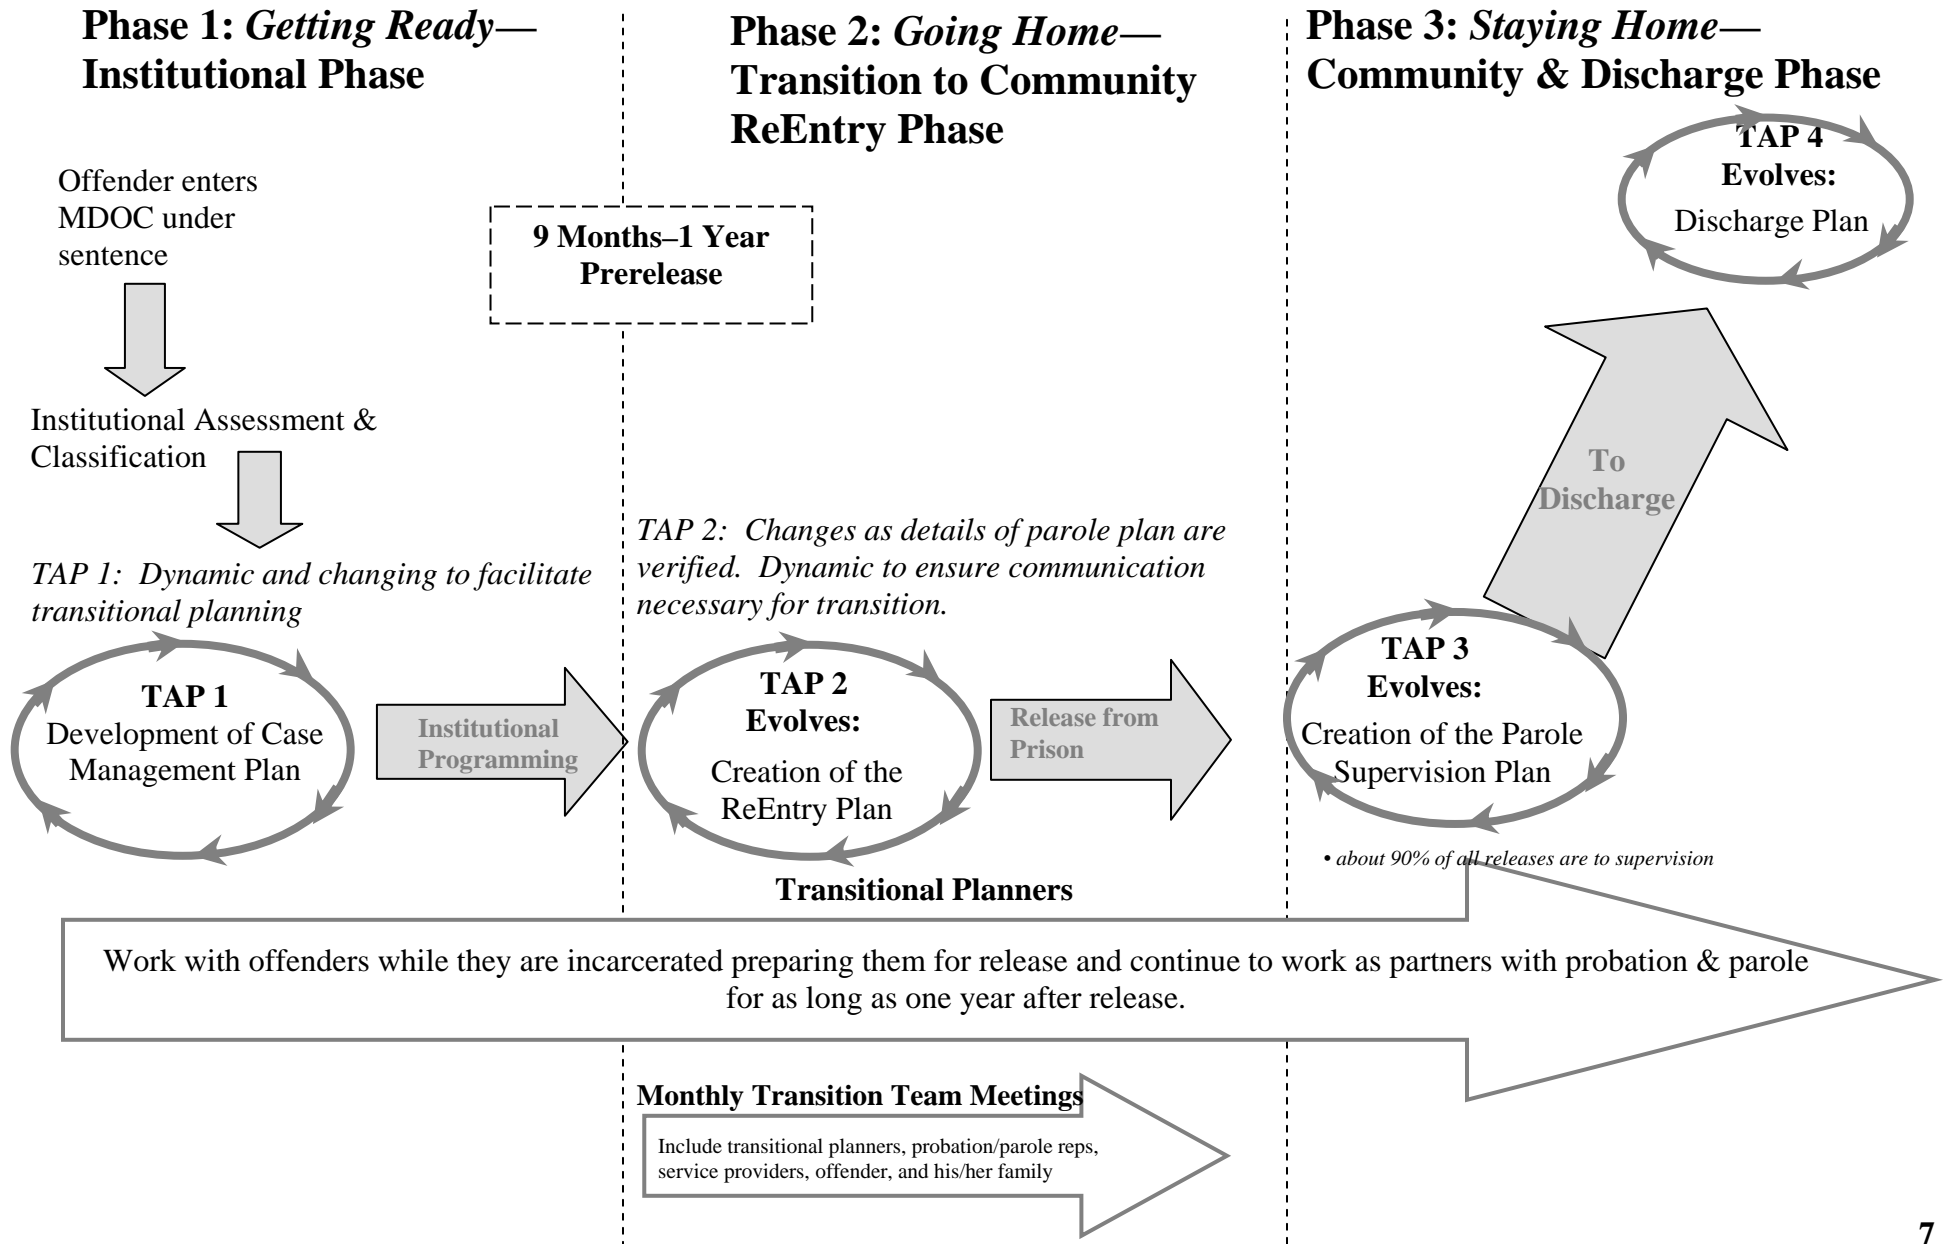 Phase 1: Getting Ready—
Institutional Phase
Offender enters
MDOC under
sentence
Institutional Assessment &
Classification
TAP 1:  Dynamic and changing to facilitate
transitional planning
TAP 1
Development of Case
Management Plan
Institutional
Programming
9 Months–1 Year
Prerelease
Phase 2: Going Home—
Transition to Community
ReEntry Phase
TAP 2:  Changes as details of parole plan are
verified.  Dynamic to ensure communication
necessary for transition.
TAP 2
Evolves:
Creation of the
ReEntry Plan
Release from
Prison
Phase 3: Staying Home—
Community & Discharge Phase
TAP 4
Evolves:
Discharge Plan
To
Discharge
TAP 3
Evolves:
Creation of the Parole
Supervision Plan
• about 90% of all releases are to supervision
Transitional Planners
Work with offenders while they are incarcerated preparing them for release and continue to work as partners with probation & parole
for as long as one year after release.
Monthly Transition Team Meetings
Include transitional planners, probation/parole reps,
service providers, offender, and his/her family
7